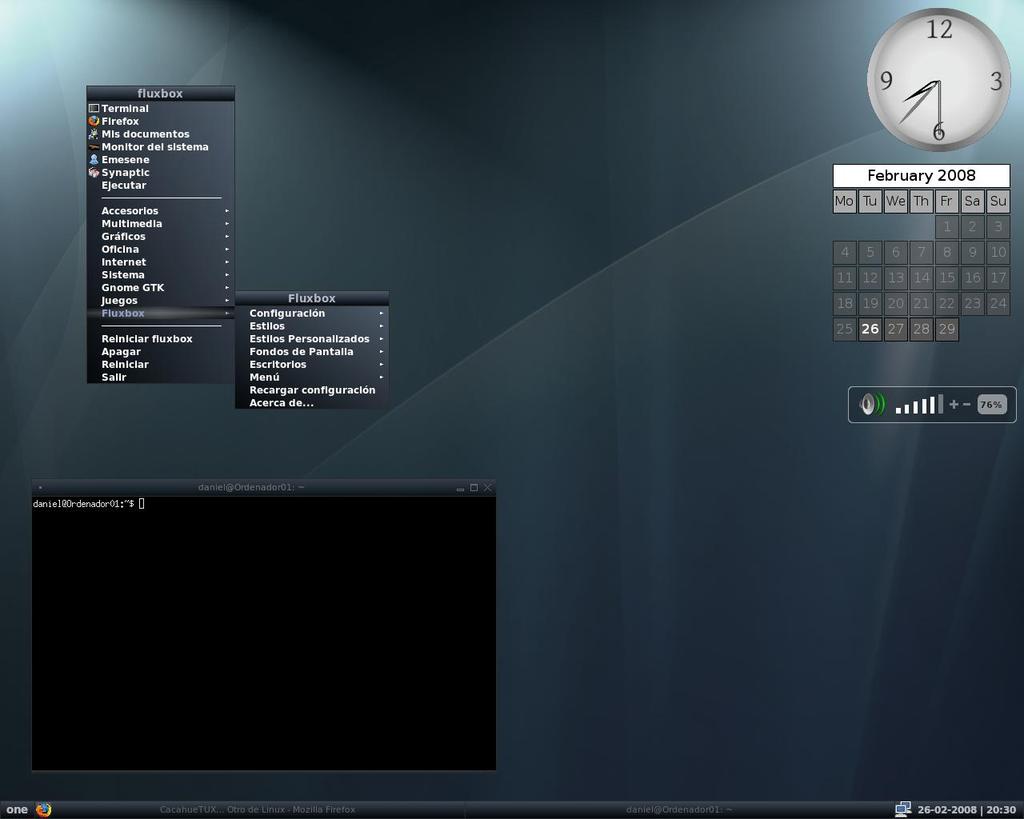 fluxbox
Terminal
Firefox
Mis documentos
Monitor del sistema
Emesene
Synaptic
Ejecutar
Accesorios
Multimedia
Gráficos
Oficina
Internet
Sistema
Gnome GTK
Juegos
Fluxbox
Reiniciar fluxbox
Apagar
Reiniciar
Salir
Fluxbox
Configuración
Estilos
Estilos Personalizados
Fondos de Pantalla
Escritorios
Menú
Recargar configuración
Acerca de...
12
9 3
6
February 2008
Mo Tu We Th Fr Sa Su
1 2 3
4 5 6 7 8 9 10
11 12 13 14 15 16 17
18 19 20 21 22 23 24
25 26 27 28 29
+ - 76%
daniel@Ordenador01: ~
daniel@Ordenador01:~$
one CacahueTUX... Otro de Linux - Mozilla Firefox daniel@Ordenador01: ~ 26-02-2008 | 20:30